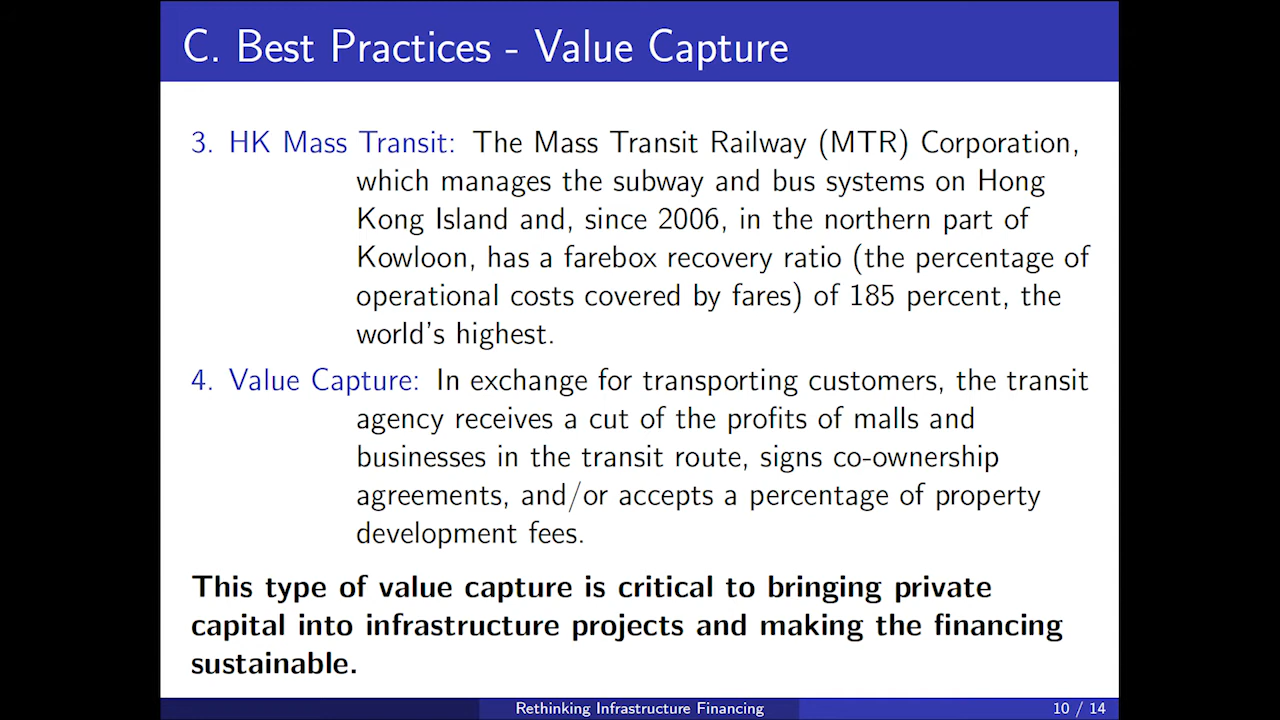 C. Best Practices - Value Capture
3. HK Mass Transit: The Mass Transit Railway (MTR) Corporation,
which manages the subway and bus systems on Hong
Kong Island and, since 2006, in the northern part of
Kowloon, has a farebox recovery ratio (the percentage of
operational costs covered by fares) of 185 percent, the
world's highest.
4. Value Capture: In exchange for transporting customers, the transit
agency receives a cut of the profits of malls and
businesses in the transit route, signs co-ownership
agreements, and/or accepts a percentage of property
development fees.
This type of value capture is critical to bringing private
capital into infrastructure projects and making the financing
sustainable.
Rethinking Infrastructure Financing 10 / 14